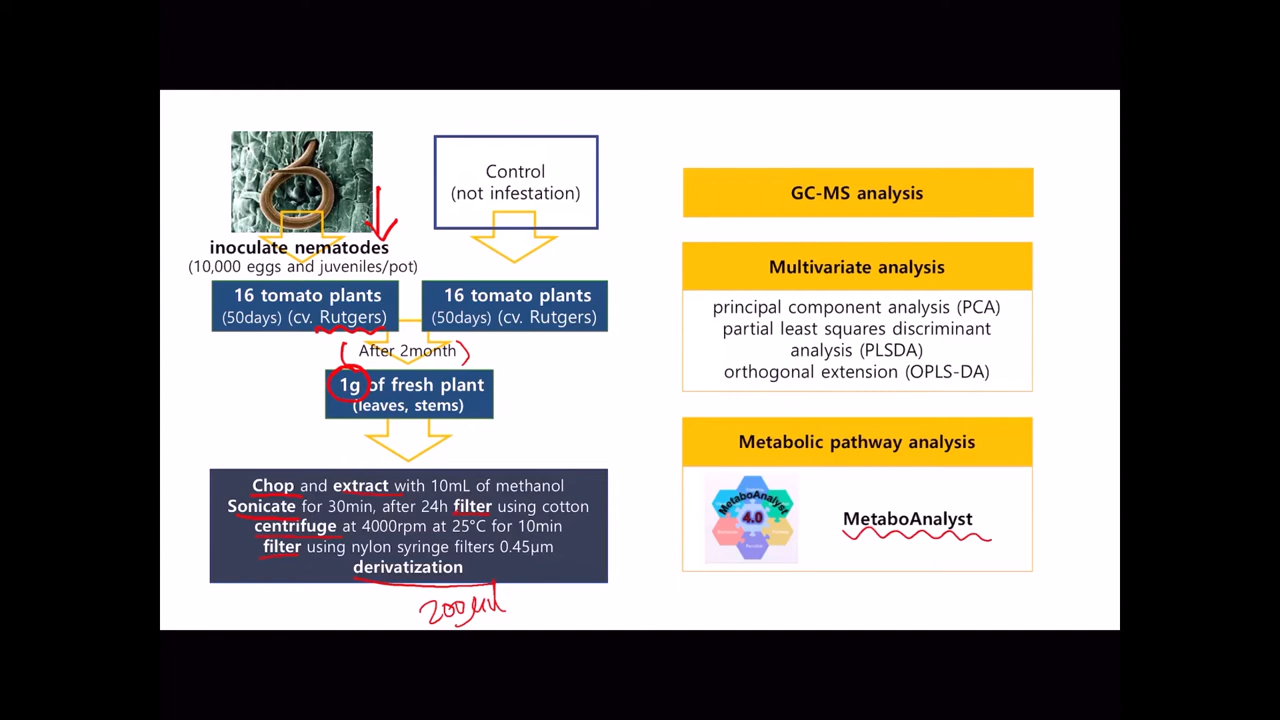 inoculate nematodes
(10,000 eggs and juveniles/pot)
Control
(not infestation)
16 tomato plants
(50days) (cv. Rutgers)
16 tomato plants
(50days) (cv. Rutgers)
After 2month
1g of fresh plant
(leaves, stems)
Chop and extract with 10mL of methanol
Sonicate for 30min, after 24h filter using cotton
centrifuge at 4000rpm at 25°C for 10min
filter using nylon syringe filters 0.45μm
derivatization
GC-MS analysis
Multivariate analysis
principal component analysis (PCA)
partial least squares discriminant
analysis (PLSDA)
orthogonal extension (OPLS-DA)
Metabolic pathway analysis
MetaboAnalyst
4.0
MetaboAnalyst